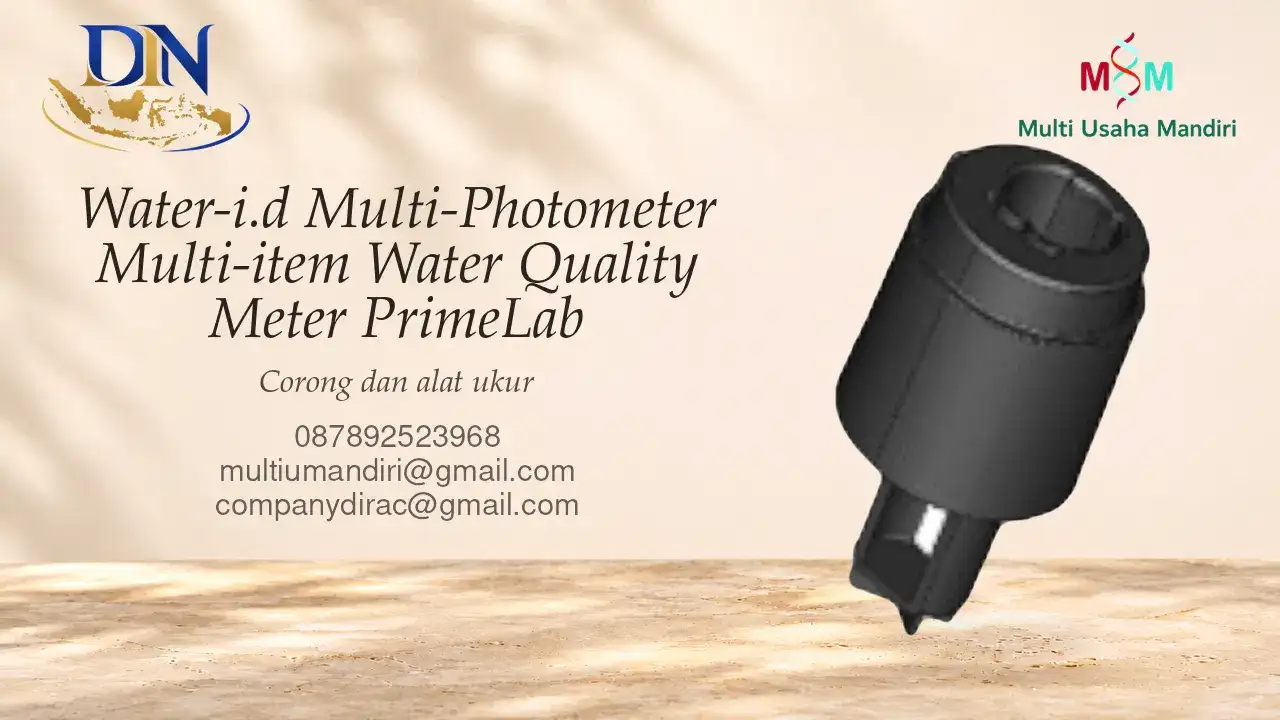 DIN
M M
Multi Usaha Mandiri
Water-i.d Multi-Photometer
Multi-item Water Quality
Meter PrimeLab
Corong dan alat ukur
087892523968
multiumandiri@gmail.com
companydirac@gmail.com